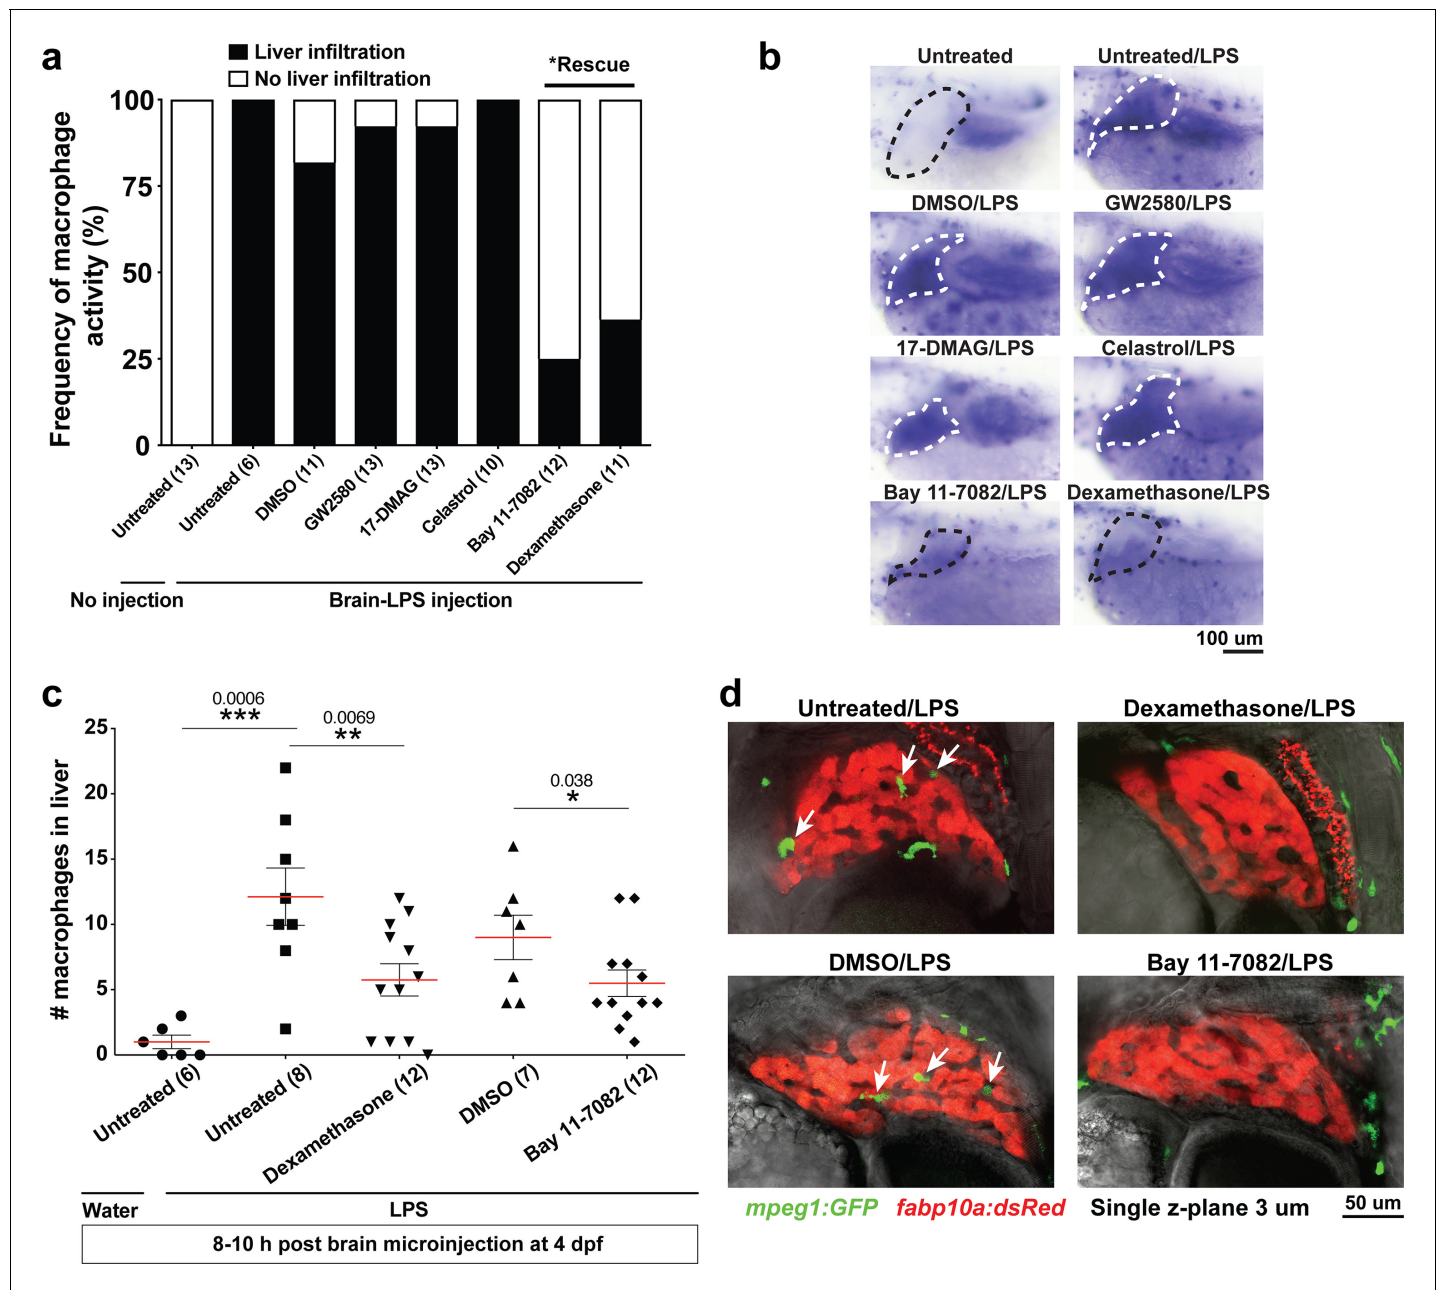 a
Liver infiltration
No liver infiltration
*Rescue
Frequency of macrophage
activity (%)
100
75
50
25
0
Untreated (13)
Untreated (6)
DMSO (11)
GW2580 (13)
17-DMAG (13)
Celastrol (10)
Bay 11-7082 (12)
Dexamethasone (11)
No injection
Brain-LPS injection
b
Untreated
Untreated/LPS
DMSO/LPS
GW2580/LPS
17-DMAG/LPS
Celastrol/LPS
Bay 11-7082/LPS
Dexamethasone/LPS
100 um
c
0.0006
***
0.0069
**
0.038
*
# macrophages in liver
25
20
15
10
5
0
Untreated (6)
Untreated (8)
Dexamethasone (12)
DMSO (7)
Bay 11-7082 (12)
Water
LPS
8-10 h post brain microinjection at 4 dpf
d
Untreated/LPS
Dexamethasone/LPS
DMSO/LPS
Bay 11-7082/LPS
mpeg1:GFP fabp10a:dsRed Single z-plane 3 um
50 um